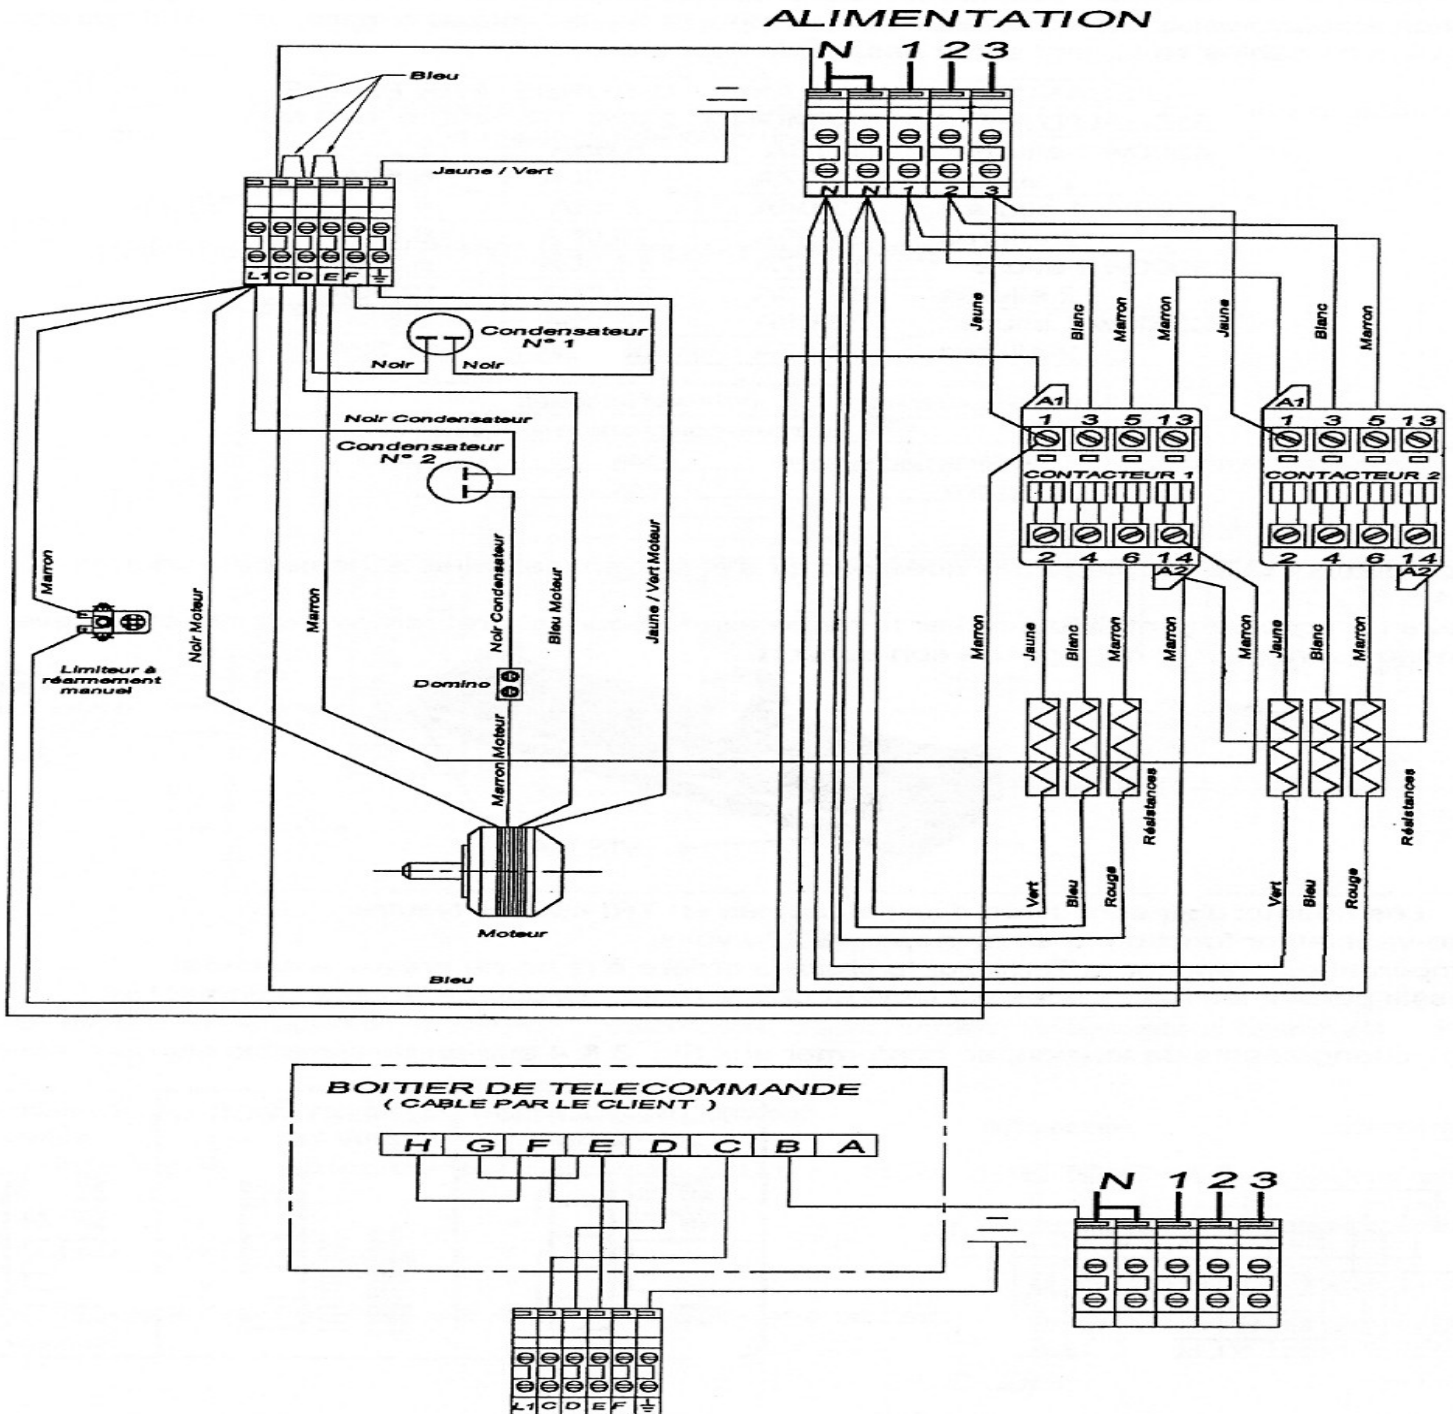 ALIMENTATION
N 1 2 3
Bleu
Jaune / Vert
N N 1 2 3
L1 C D E F
Condensateur
N° 1
Noir Noir
Noir Condensateur
Condensateur
N° 2
Jaune
Blanc
Marron
Marron
Jaune
Blanc
Marron
A1
1 3 5 13
CONTACTEUR 1
2 4 6 14
A2
A1
1 3 5 13
CONTACTEUR 2
2 4 6 14
A2
Marron
Noir Moteur
Marron
Noir Condensateur
Bleu Moteur
Jaune / Vert Moteur
Limiteur à
réarmement
manuel
Domino
Marron Moteur
Marron
Jaune
Blanc
Marron
Marron
Marron
Jaune
Blanc
Marron
Résistances
Résistances
Vert
Bleu
Rouge
Vert
Bleu
Rouge
Moteur
Bleu
BOITIER DE TELECOMMANDE
( CABLE PAR LE CLIENT )
H G F E D C B A
N 1 2 3
L1 C D E F